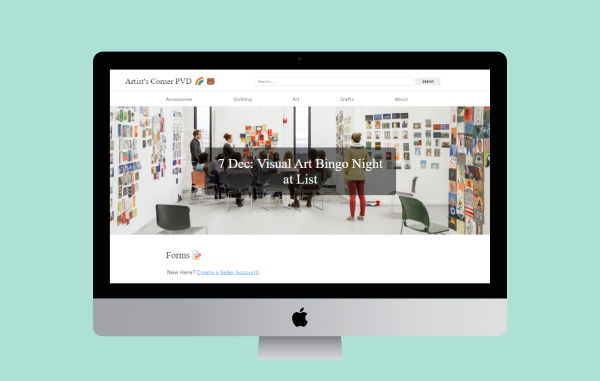 Artist's Corner PVD 🌈 🐻
Search...
Search
Accessories
Clothing
Art
Crafts
About
7 Dec: Visual Art Bingo Night
at List
Forms 📝
New Here? Create a Seller Account!